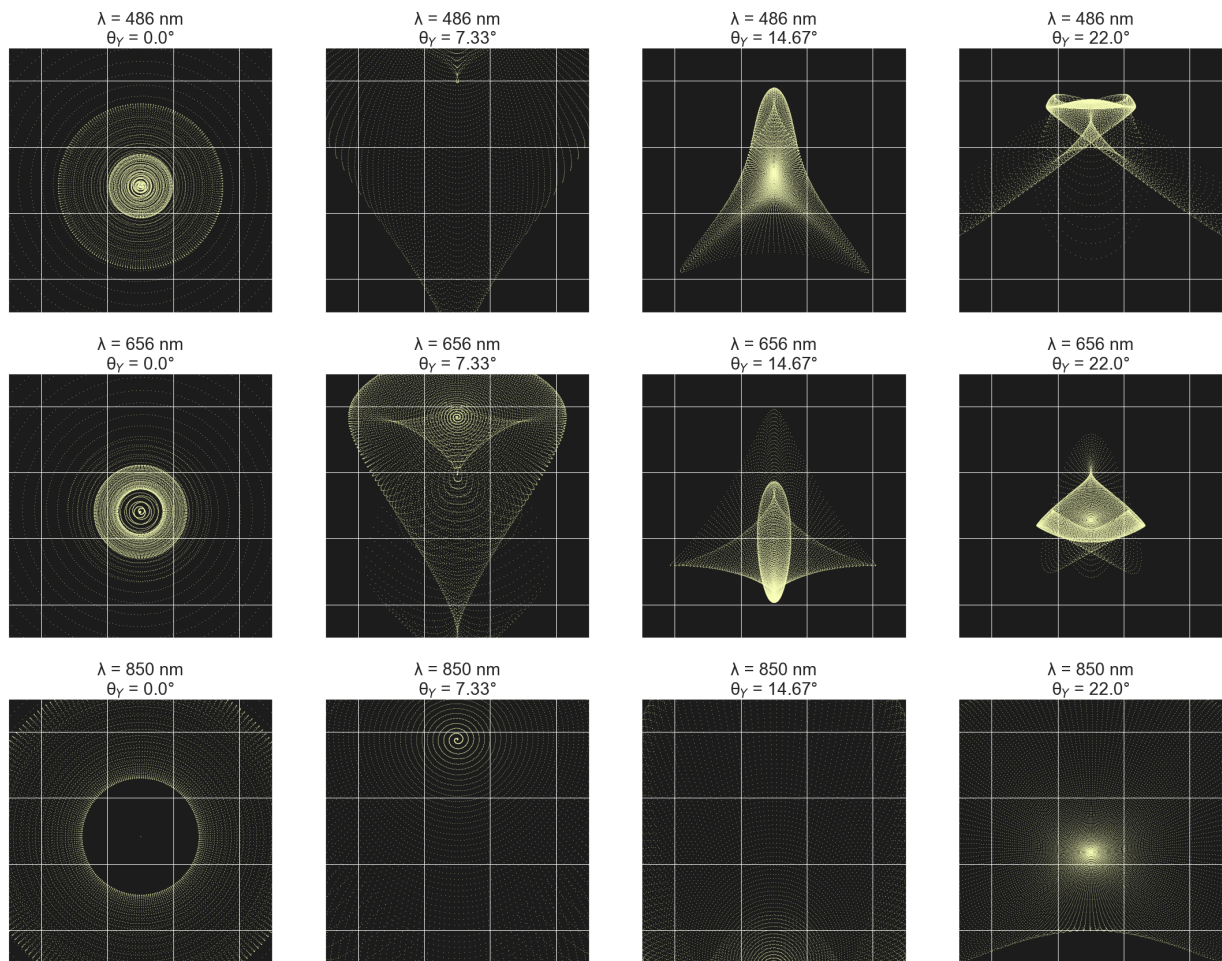 λ = 486 nm
θY = 0.0°
λ = 486 nm
θY = 7.33°
λ = 486 nm
θY = 14.67°
λ = 486 nm
θY = 22.0°
λ = 656 nm
θY = 0.0°
λ = 656 nm
θY = 7.33°
λ = 656 nm
θY = 14.67°
λ = 656 nm
θY = 22.0°
λ = 850 nm
θY = 0.0°
λ = 850 nm
θY = 7.33°
λ = 850 nm
θY = 14.67°
λ = 850 nm
θY = 22.0°